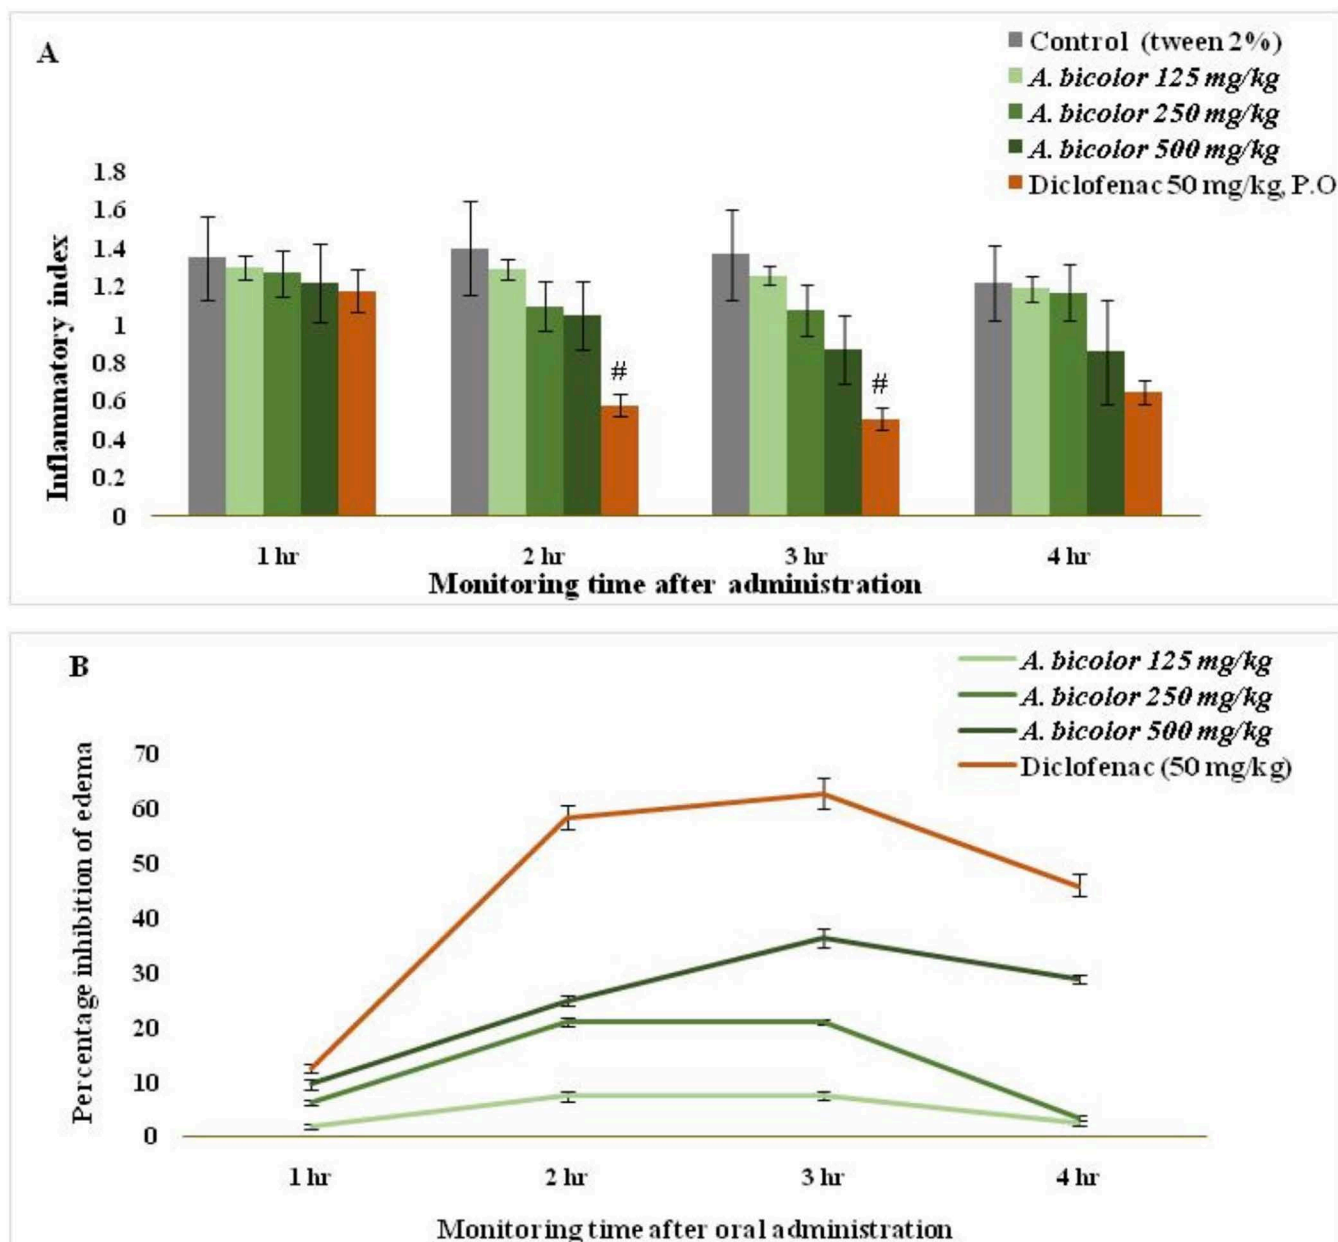 A
Control (tween 2%)
A. bicolor 125 mg/kg
A. bicolor 250 mg/kg
A. bicolor 500 mg/kg
Diclofenac 50 mg/kg, P.O
Inflammatory index
1.8
1.6
1.4
1.2
1
0.8
0.6
0.4
0.2
0
#
#
1 hr 2 hr 3 hr 4 hr
Monitoring time after administration
B
A. bicolor 125 mg/kg
A. bicolor 250 mg/kg
A. bicolor 500 mg/kg
Diclofenac (50 mg/kg)
Percentage inhibition of edema
70
60
50
40
30
20
10
0
1 hr 2 hr 3 hr 4 hr
Monitoring time after oral administration